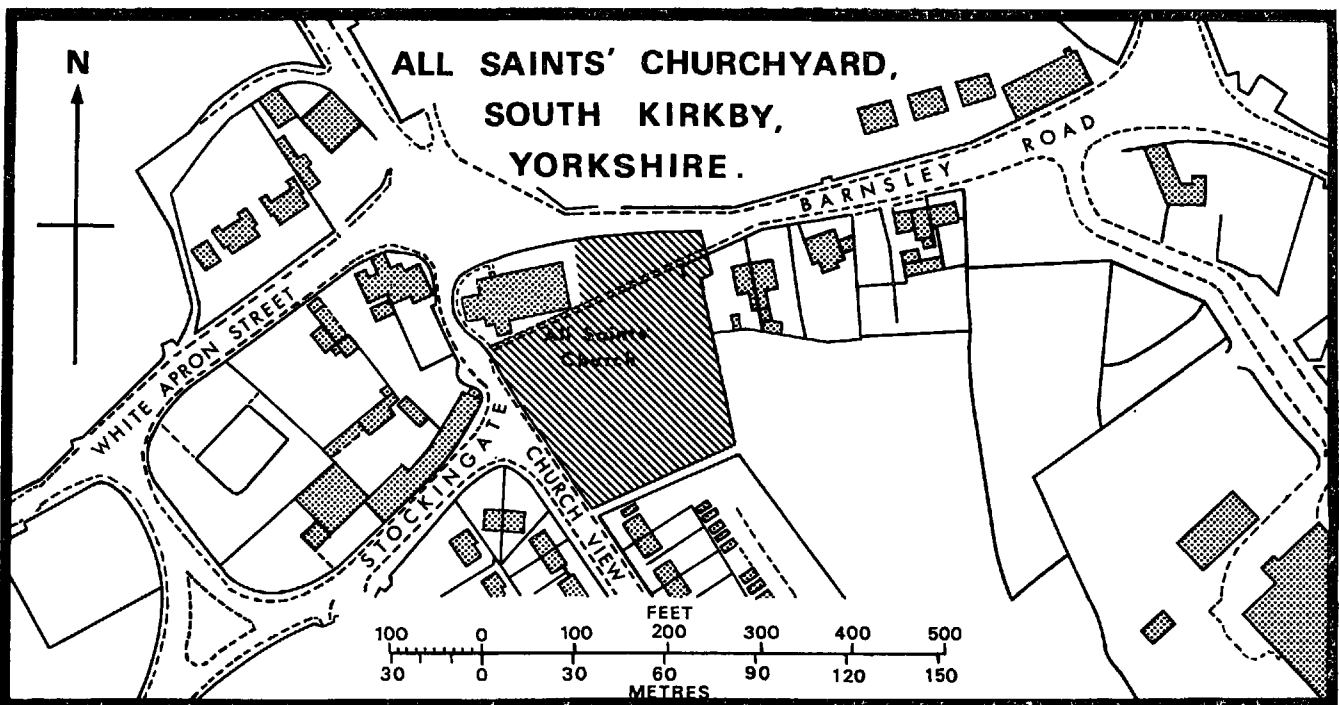 N
ALL SAINTS' CHURCHYARD,
SOUTH KIRKBY,
YORKSHIRE.
BARNSLEY ROAD
All Saints
Church
WHITE APRON STREET
STOCKINGATE
CHURCH VIEW
FEET
100 0 100 200 300 400 500
30 0 30 60 90 120 150
METRES